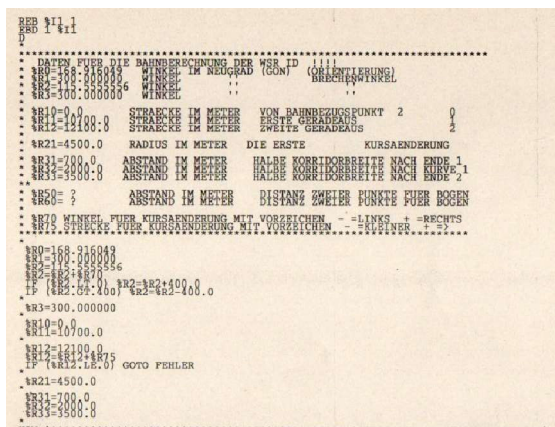 REB %I1 1
EBD 1 %I1
D
*
************************************************************************
*  DATEN FUER DIE BAHNBERECHNUNG DER WSR ID  !!!!
* %R0=168.916049   WINKEL IM NEUGRAD (GON)  (ORIENTIERUNG)
* %R1=300.000000   WINKEL   ''   BRECHENWINKEL
* %R2=115.5555556  WINKEL   ''   ''
* %R3=300.000000   WINKEL   ''   ''
*
* %R10=0.0   STRAECKE IM METER   VON BAHNBEZUGSPUNKT  2   0
* %R11=10700.0   STRAECKE IM METER   ERSTE GERADEAUS   1
* %R12=12100.0   STRAECKE IM METER   ZWEITE GERADEAUS   2
*
* %R21=4500.0   RADIUS IM METER   DIE ERSTE   KURSAENDERUNG
*
* %R31=700.0   ABSTAND IM METER   HALBE KORRIDORBREITE NACH ENDE 1
* %R32=2000.0   ABSTAND IM METER   HALBE KORRIDORBREITE NACH KURVE 1
* %R33=3500.0   ABSTAND IM METER   HALBE KORRIDORBREITE NACH ENDE 2
**
* %R50= ?   ABSTAND IM METER   DISTANZ ZWEIER PUNKTE FUER BOGEN
* %R60= ?   ABSTAND IM METER   DISTANZ ZWEIER PUNKTE FUER BOGEN
*
* %R70 WINKEL FUER KURSAENDERUNG MIT VORZEICHEN  - =LINKS  + =RECHTS
* %R75 STRECKE FUER KURSAENDERUNG MIT VORZEICHEN  - =KLEINER  + =>
************************************************************************
*
%R0=168.916049
%R1=300.000000
%R2=115.5555556
%R2=%R2+%R70
IF (%R2.LT.0) %R2=%R2+400.0
IF (%R2.GT.400) %R2=%R2-400.0
*
%R3=300.000000
*
%R10=0.0
%R11=10700.0
*
%R12=12100.0
%R12=%R12+%R75
IF (%R12.LE.0) GOTO FEHLER
*
%R21=4500.0
*
%R31=700.0
%R32=2000.0
%R33=3500.0
*